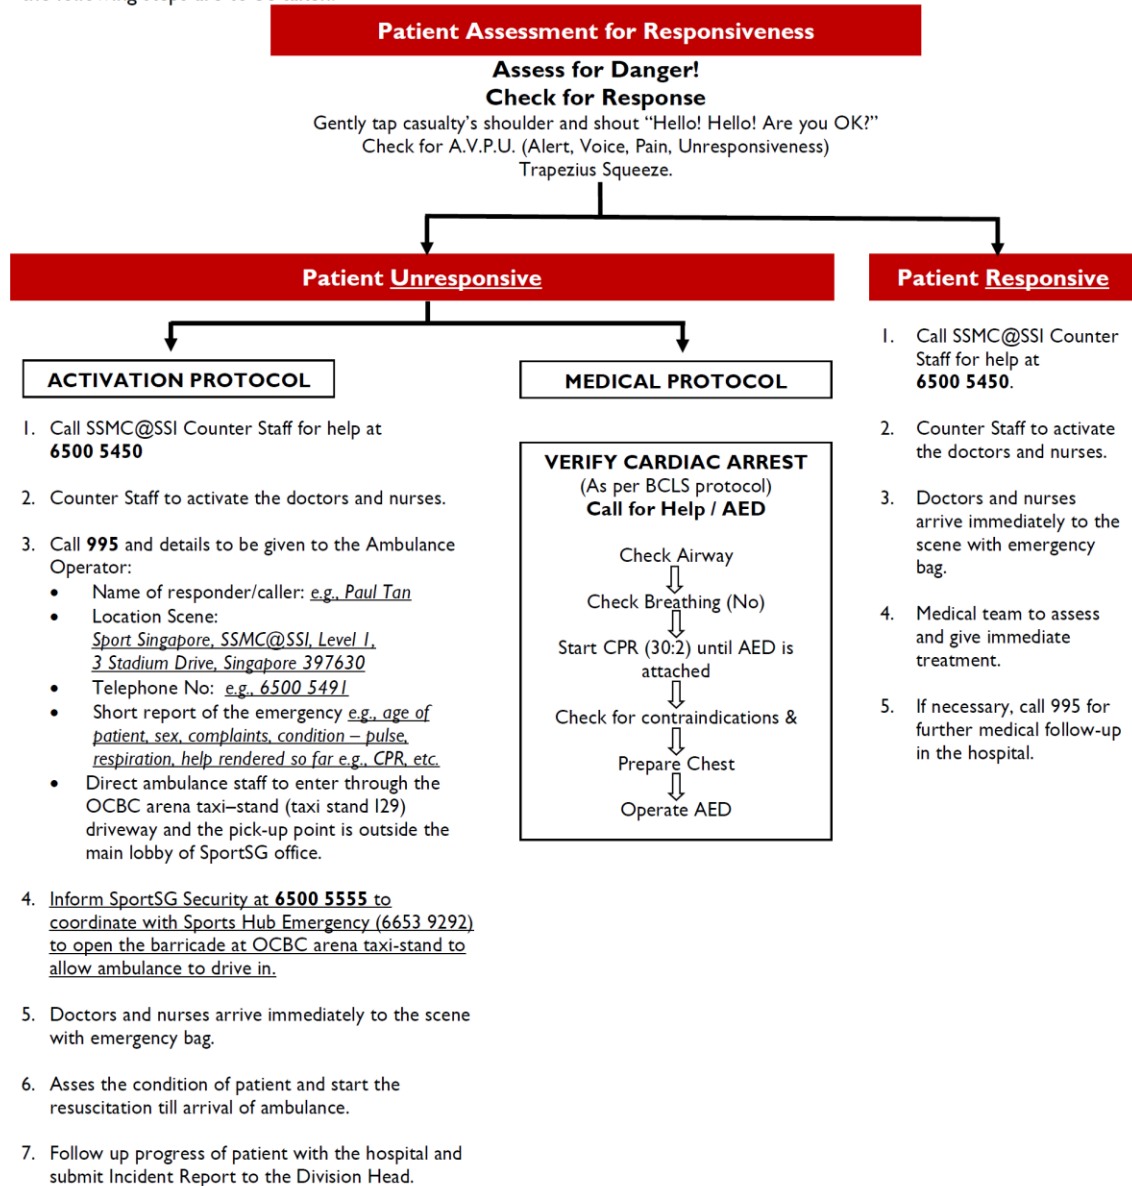 the following steps are to be taken:
Patient Assessment for Responsiveness
Assess for Danger!
Check for Response
Gently tap casualty's shoulder and shout “Hello! Hello! Are you OK?”
Check for A.V.P.U. (Alert, Voice, Pain, Unresponsiveness)
Trapezius Squeeze.
Patient Unresponsive
ACTIVATION PROTOCOL
1. Call SSMC@SSI Counter Staff for help at
6500 5450
2. Counter Staff to activate the doctors and nurses.
3. Call 995 and details to be given to the Ambulance
Operator:
• Name of responder/caller: e.g., Paul Tan
• Location Scene:
Sport Singapore, SSMC@SSI, Level 1,
3 Stadium Drive, Singapore 397630
• Telephone No: e.g., 6500 5491
• Short report of the emergency e.g., age of
patient, sex, complaints, condition – pulse,
respiration, help rendered so far e.g., CPR, etc.
• Direct ambulance staff to enter through the
OCBC arena taxi–stand (taxi stand I29)
driveway and the pick-up point is outside the
main lobby of SportSG office.
4. Inform SportSG Security at 6500 5555 to
coordinate with Sports Hub Emergency (6653 9292)
to open the barricade at OCBC arena taxi-stand to
allow ambulance to drive in.
5. Doctors and nurses arrive immediately to the scene
with emergency bag.
6. Asses the condition of patient and start the
resuscitation till arrival of ambulance.
7. Follow up progress of patient with the hospital and
submit Incident Report to the Division Head.
MEDICAL PROTOCOL
VERIFY CARDIAC ARREST
(As per BCLS protocol)
Call for Help / AED
Check Airway
Check Breathing (No)
Start CPR (30:2) until AED is
attached
Check for contraindications &
Prepare Chest
Operate AED
Patient Responsive
1. Call SSMC@SSI Counter
Staff for help at
6500 5450.
2. Counter Staff to activate
the doctors and nurses.
3. Doctors and nurses
arrive immediately to the
scene with emergency
bag.
4. Medical team to assess
and give immediate
treatment.
5. If necessary, call 995 for
further medical follow-up
in the hospital.